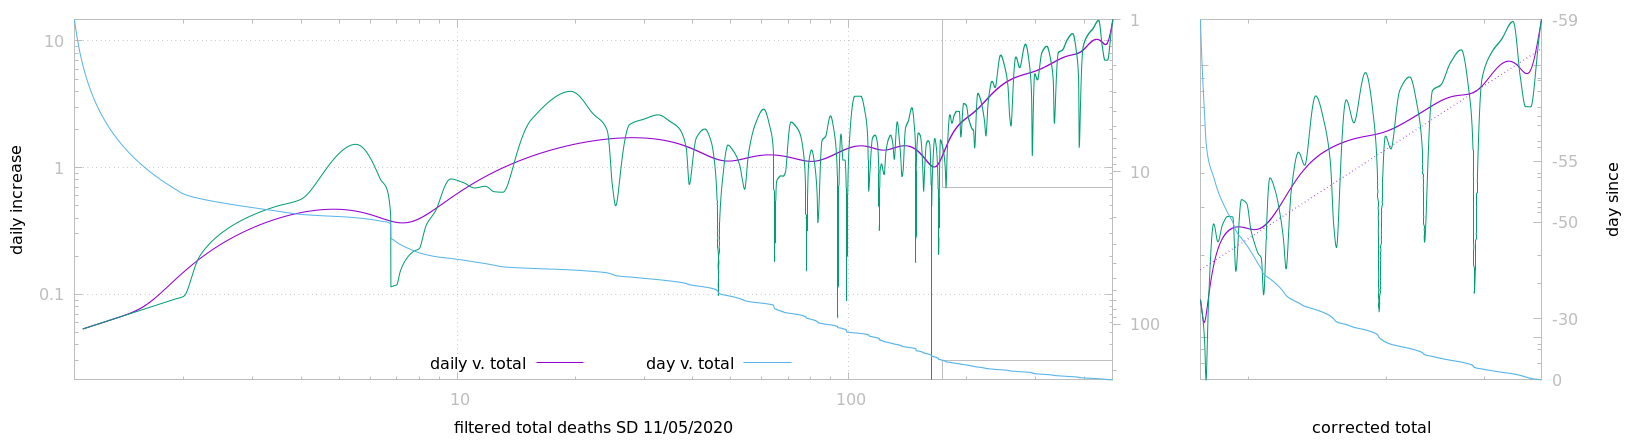 daily increase
10
1
0.1
daily v. total
day v. total
10
100
filtered total deaths SD 11/05/2020
1
10
100
-59
-55
-50
-30
0
day since
corrected total